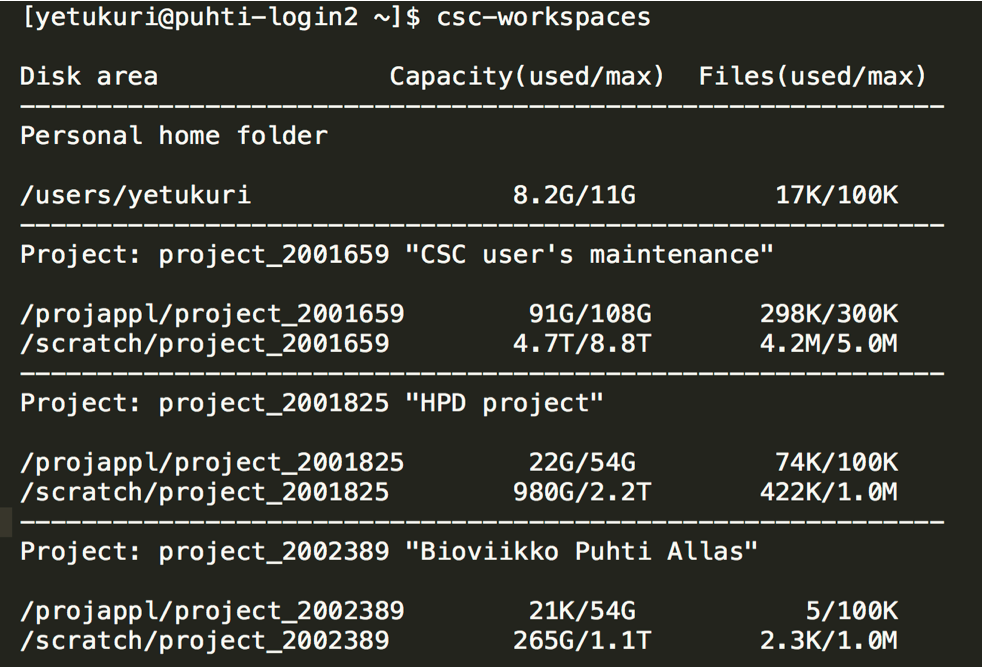 [yetukuri@puhti-login2 ~]$ csc-workspaces
Disk area Capacity(used/max) Files(used/max)
------------------------------------------------------------
Personal home folder
/users/yetukuri 8.2G/11G 17K/100K
------------------------------------------------------------
Project: project_2001659 "CSC user's maintenance"
/projappl/project_2001659 91G/108G 298K/300K
/scratch/project_2001659 4.7T/8.8T 4.2M/5.0M
------------------------------------------------------------
Project: project_2001825 "HPD project"
/projappl/project_2001825 22G/54G 74K/100K
/scratch/project_2001825 980G/2.2T 422K/1.0M
------------------------------------------------------------
Project: project_2002389 "Bioviikko Puhti Allas"
/projappl/project_2002389 21K/54G 5/100K
/scratch/project_2002389 265G/1.1T 2.3K/1.0M